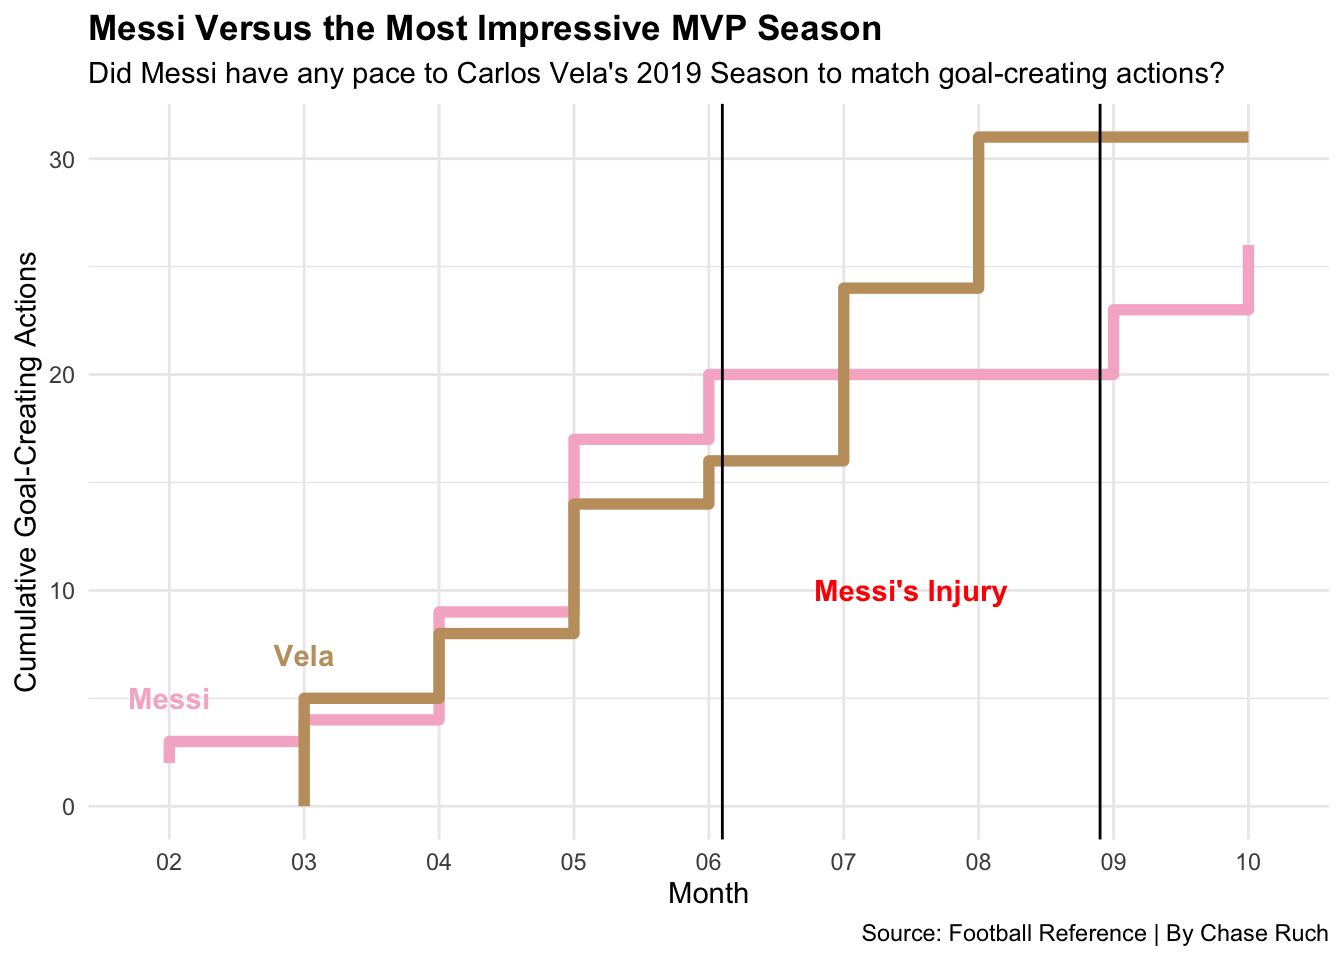 Messi Versus the Most Impressive MVP Season
Did Messi have any pace to Carlos Vela's 2019 Season to match goal-creating actions?
Cumulative Goal-Creating Actions
30
20
10
0
Vela
Messi
Messi's Injury
02 03 04 05 06 07 08 09 10
Month
Source: Football Reference | By Chase Ruch